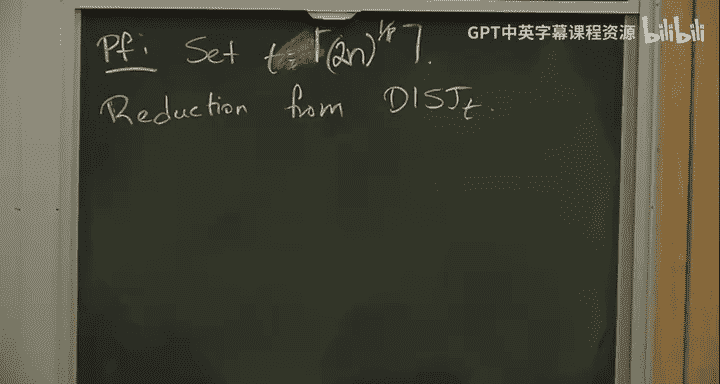 GPT中英字幕课程资源 bilibili
Pf: Set t = ⌈(2n)^{1/p}⌉.
Reduction from DISJ_t.